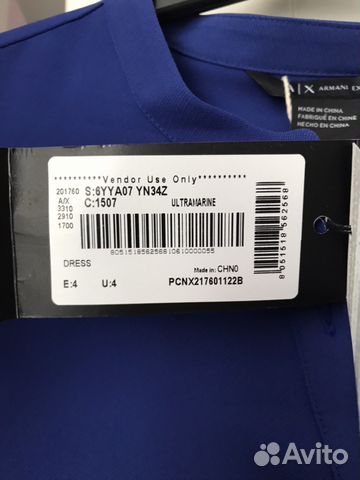 A|X ARMANI EX
MADE IN CHINA
FABRIQUÉ EN CHINE
HECHO EN CHINA
**********Vendor Use Only**********
201760 S:6YYA07 YN34Z
A/X C:1507 ULTRAMARINE
3310
2910
1700
8051518562568
DRESS
Made in: CHN0
E:4 U:4 PCNX217601122B
Avito